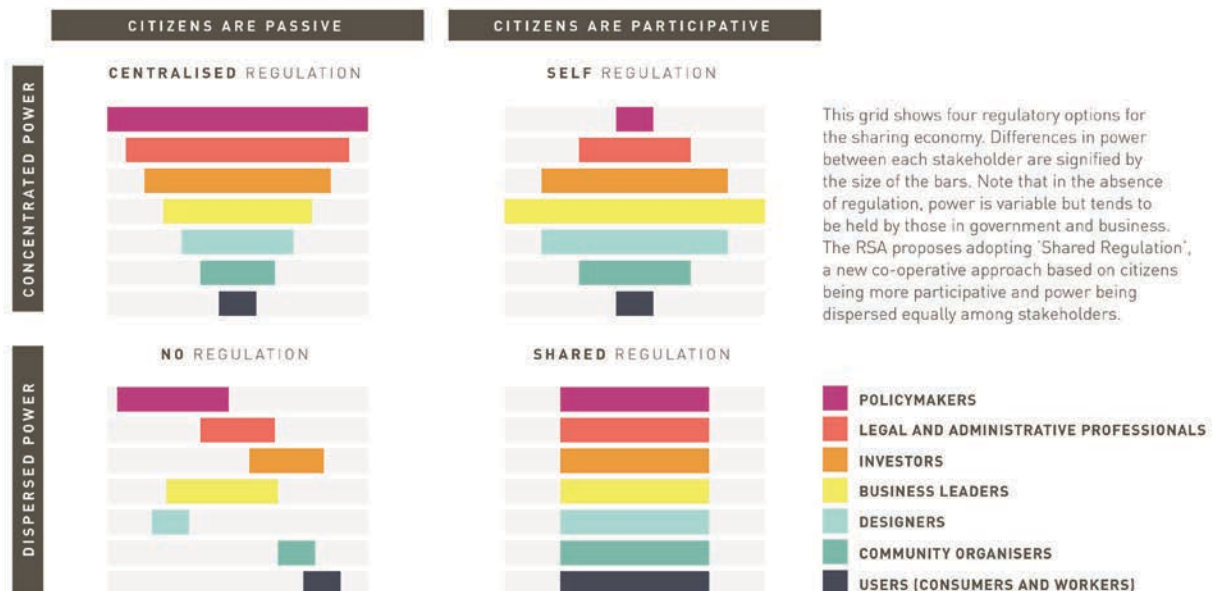 CITIZENS ARE PASSIVE
CITIZENS ARE PARTICIPATIVE
CONCENTRATED POWER
CENTRALISED REGULATION
SELF REGULATION
This grid shows four regulatory options for
the sharing economy. Differences in power
between each stakeholder are signified by
the size of the bars. Note that in the absence
of regulation, power is variable but tends to
be held by those in government and business.
The RSA proposes adopting ‘Shared Regulation’,
a new co-operative approach based on citizens
being more participative and power being
dispersed equally among stakeholders.
DISPERSED POWER
NO REGULATION
SHARED REGULATION
POLICYMAKERS
LEGAL AND ADMINISTRATIVE PROFESSIONALS
INVESTORS
BUSINESS LEADERS
DESIGNERS
COMMUNITY ORGANISERS
USERS (CONSUMERS AND WORKERS)